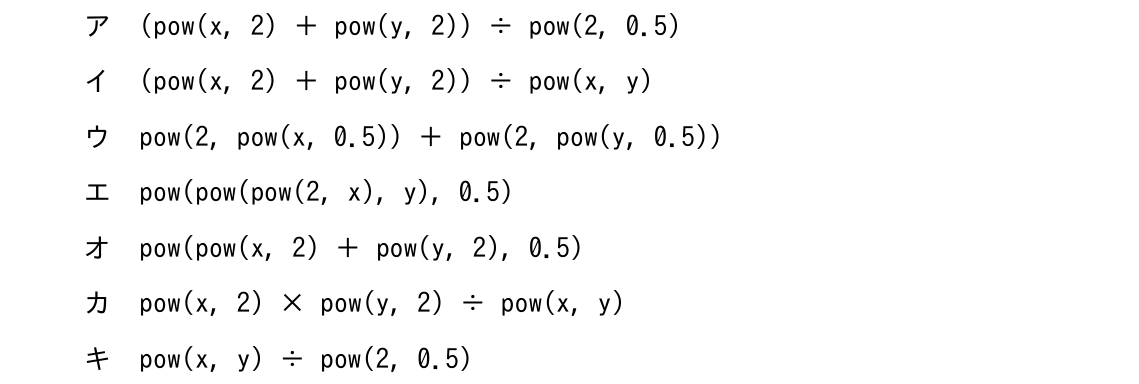 ア (pow(x, 2) + pow(y, 2)) ÷ pow(2, 0.5)
イ (pow(x, 2) + pow(y, 2)) ÷ pow(x, y)
ウ pow(2, pow(x, 0.5)) + pow(2, pow(y, 0.5))
エ pow(pow(pow(2, x), y), 0.5)
オ pow(pow(x, 2) + pow(y, 2), 0.5)
カ pow(x, 2) × pow(y, 2) ÷ pow(x, y)
キ pow(x, y) ÷ pow(2, 0.5)